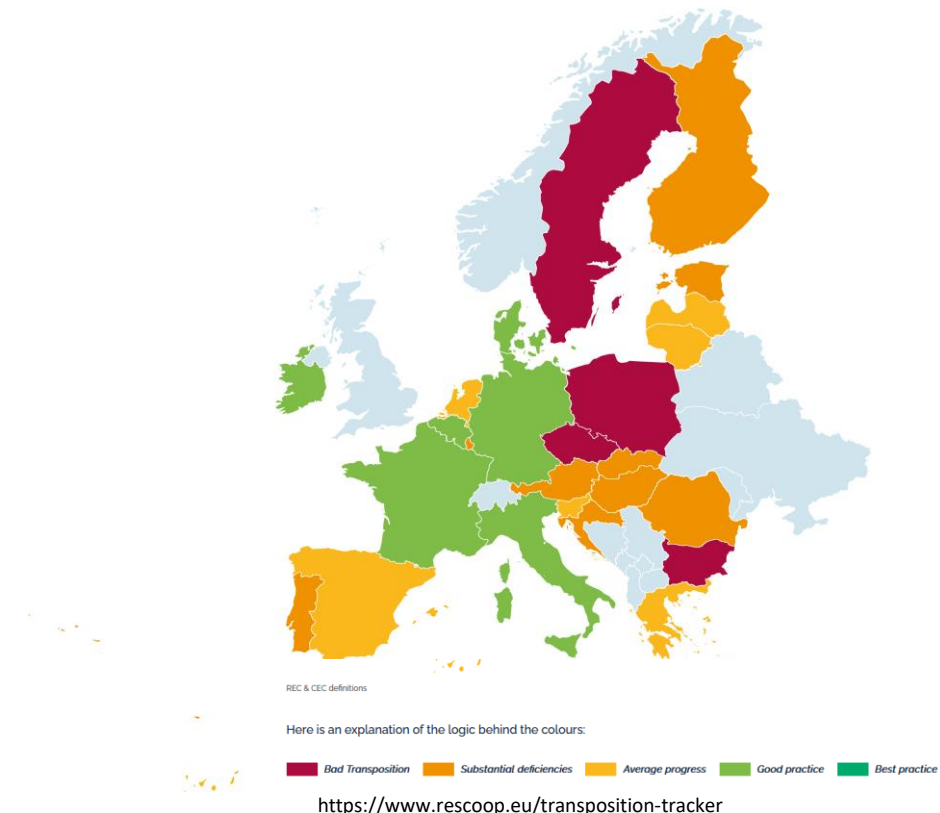 REC & CEC definitions
Here is an explanation of the logic behind the colours:
Bad Transposition Substantial deficiencies Average progress Good practice Best practice
https://www.rescoop.eu/transposition-tracker